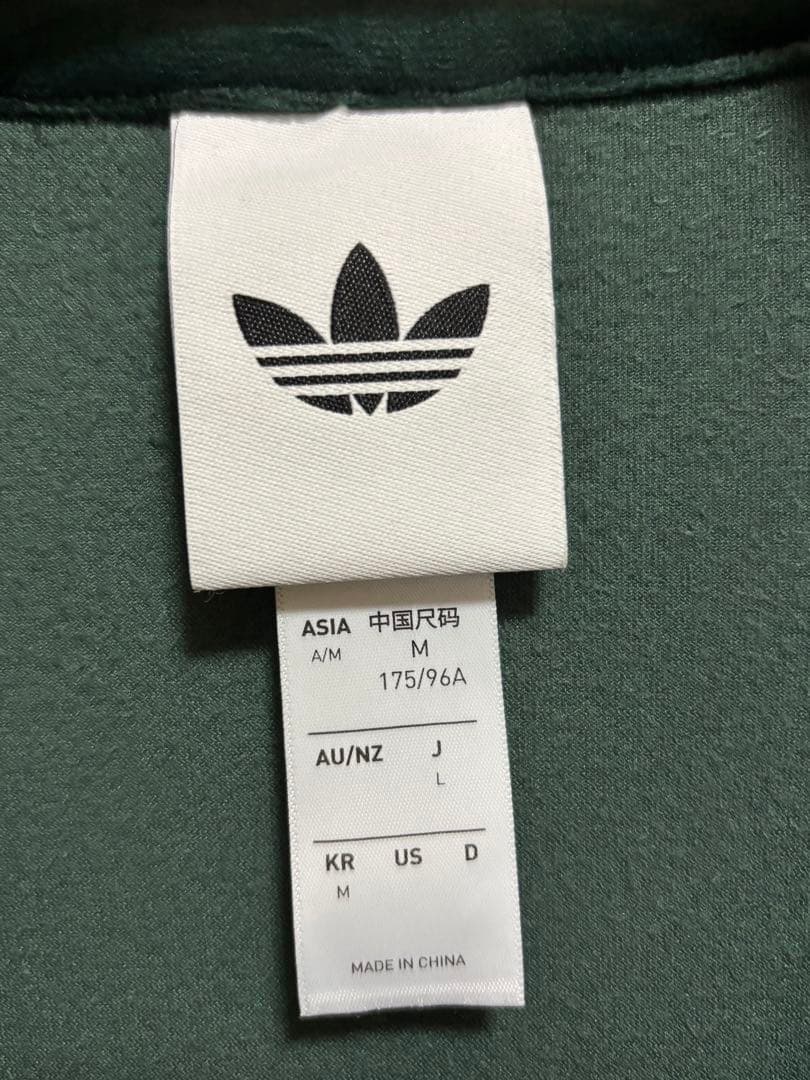 ASIA 中国尺码
A/M M
175/96A
AU/NZ J
L
KR US D
M
MADE IN CHINA